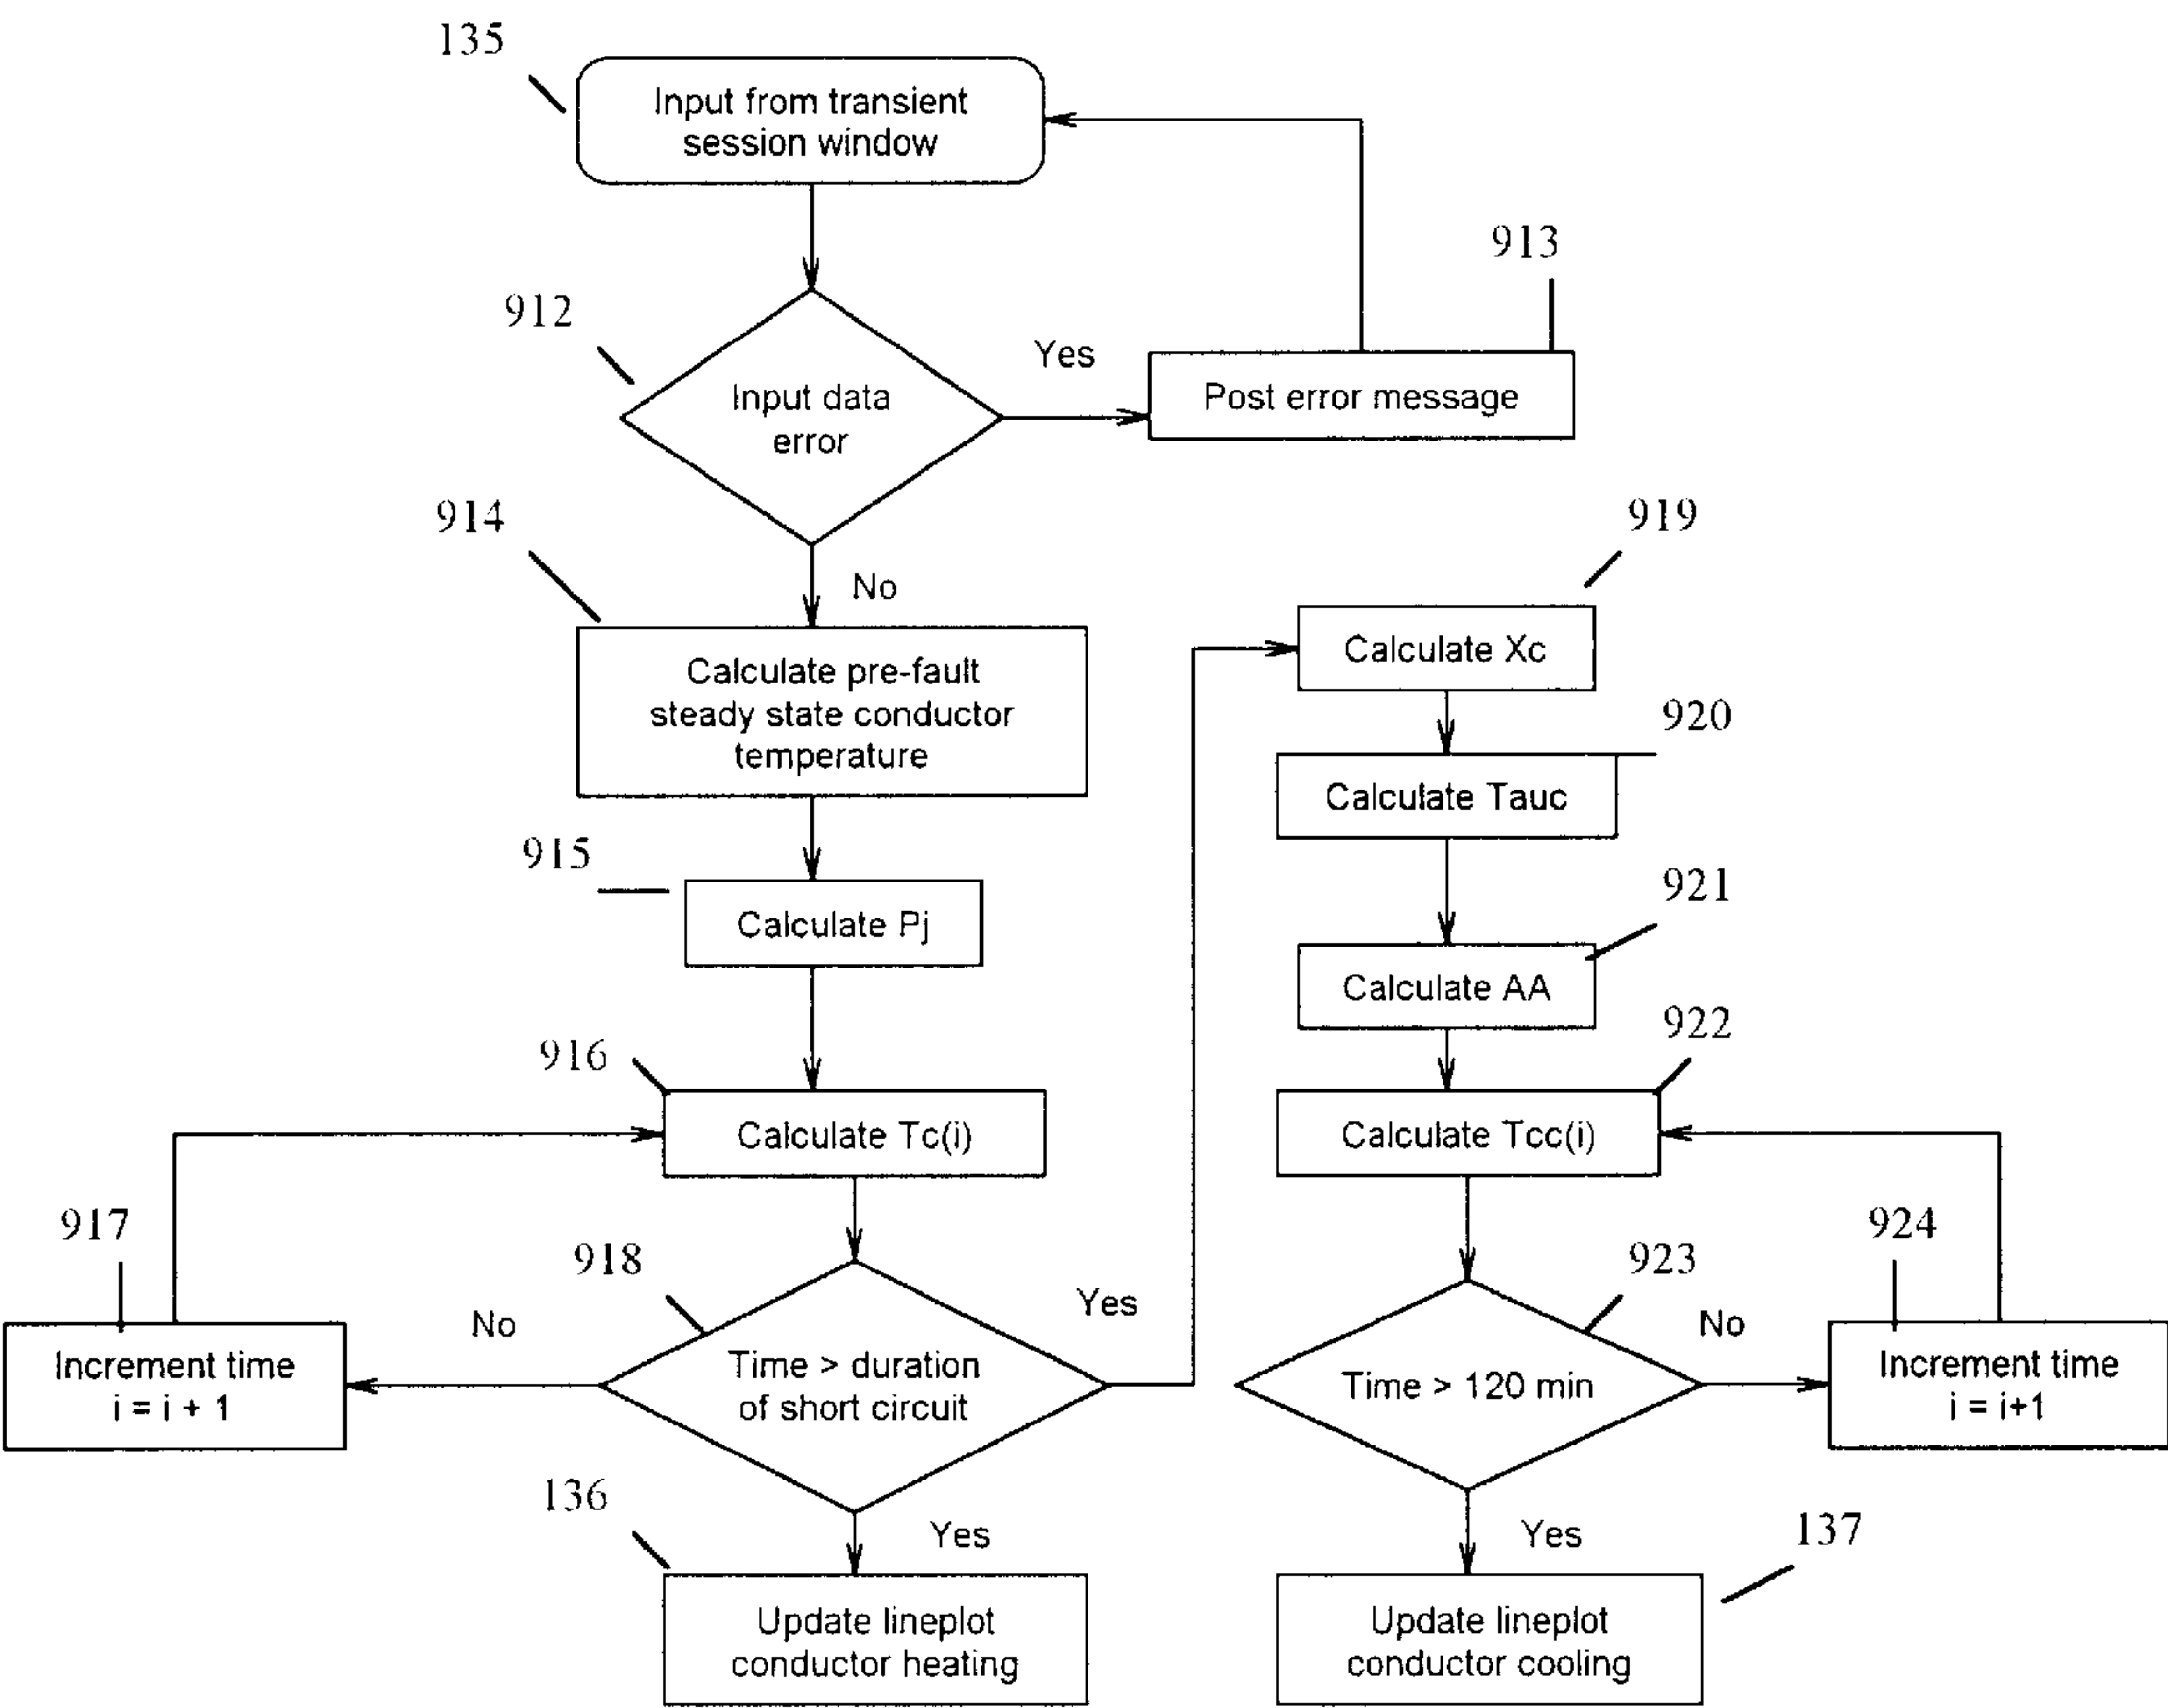 135
Input from transient
session window
913
912
Yes
Input data
error
Post error message
914
No
919
Calculate pre-fault
steady state conductor
temperature
Calculate Xc
920
Calculate Tauc
915
Calculate Pj
921
Calculate AA
916
Calculate Tc(i)
922
Calculate Tcc(i)
917
No
Increment time
i = i + 1
918
Yes
Time > duration
of short circuit
923
924
No
Time > 120 min
Increment time
i = i+1
136
Yes
Update lineplot
conductor heating
Yes
137
Update lineplot
conductor cooling